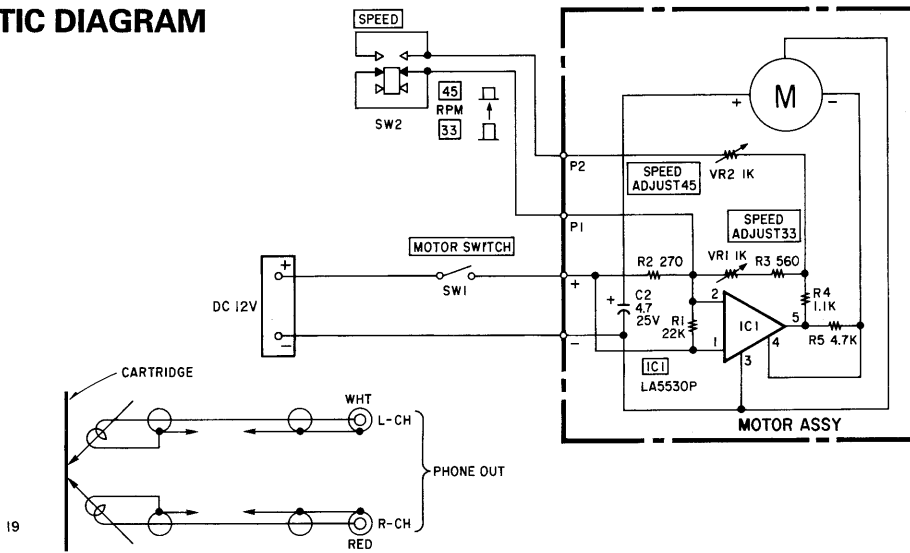 TIC DIAGRAM
SPEED
45
RPM
33
SW2
M
+
−
P2
SPEED
ADJUST45
VR2 1K
P1
SPEED
ADJUST33
MOTOR SWITCH
SW1
DC 12V
+
−
+
−
R2 270
VR1 1K
R3 560
+
C2
4.7
25V
R1
22K
2
1
IC1
5
4
3
R4
1.1K
R5 4.7K
IC1
LA5530P
MOTOR ASSY
CARTRIDGE
WHT
L-CH
PHONE OUT
R-CH
RED
19